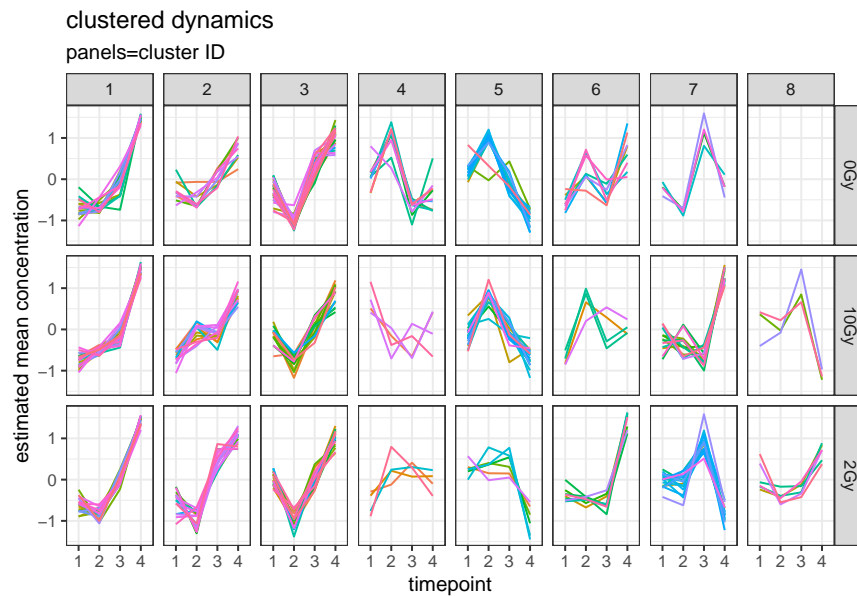 clustered dynamics
panels=cluster ID
1 2 3 4 5 6 7 8
estimated mean concentration
1
0
−1
0Gy
1
0
−1
10Gy
1
0
−1
2Gy
1 2 3 4 1 2 3 4 1 2 3 4 1 2 3 4 1 2 3 4 1 2 3 4 1 2 3 4 1 2 3 4
timepoint